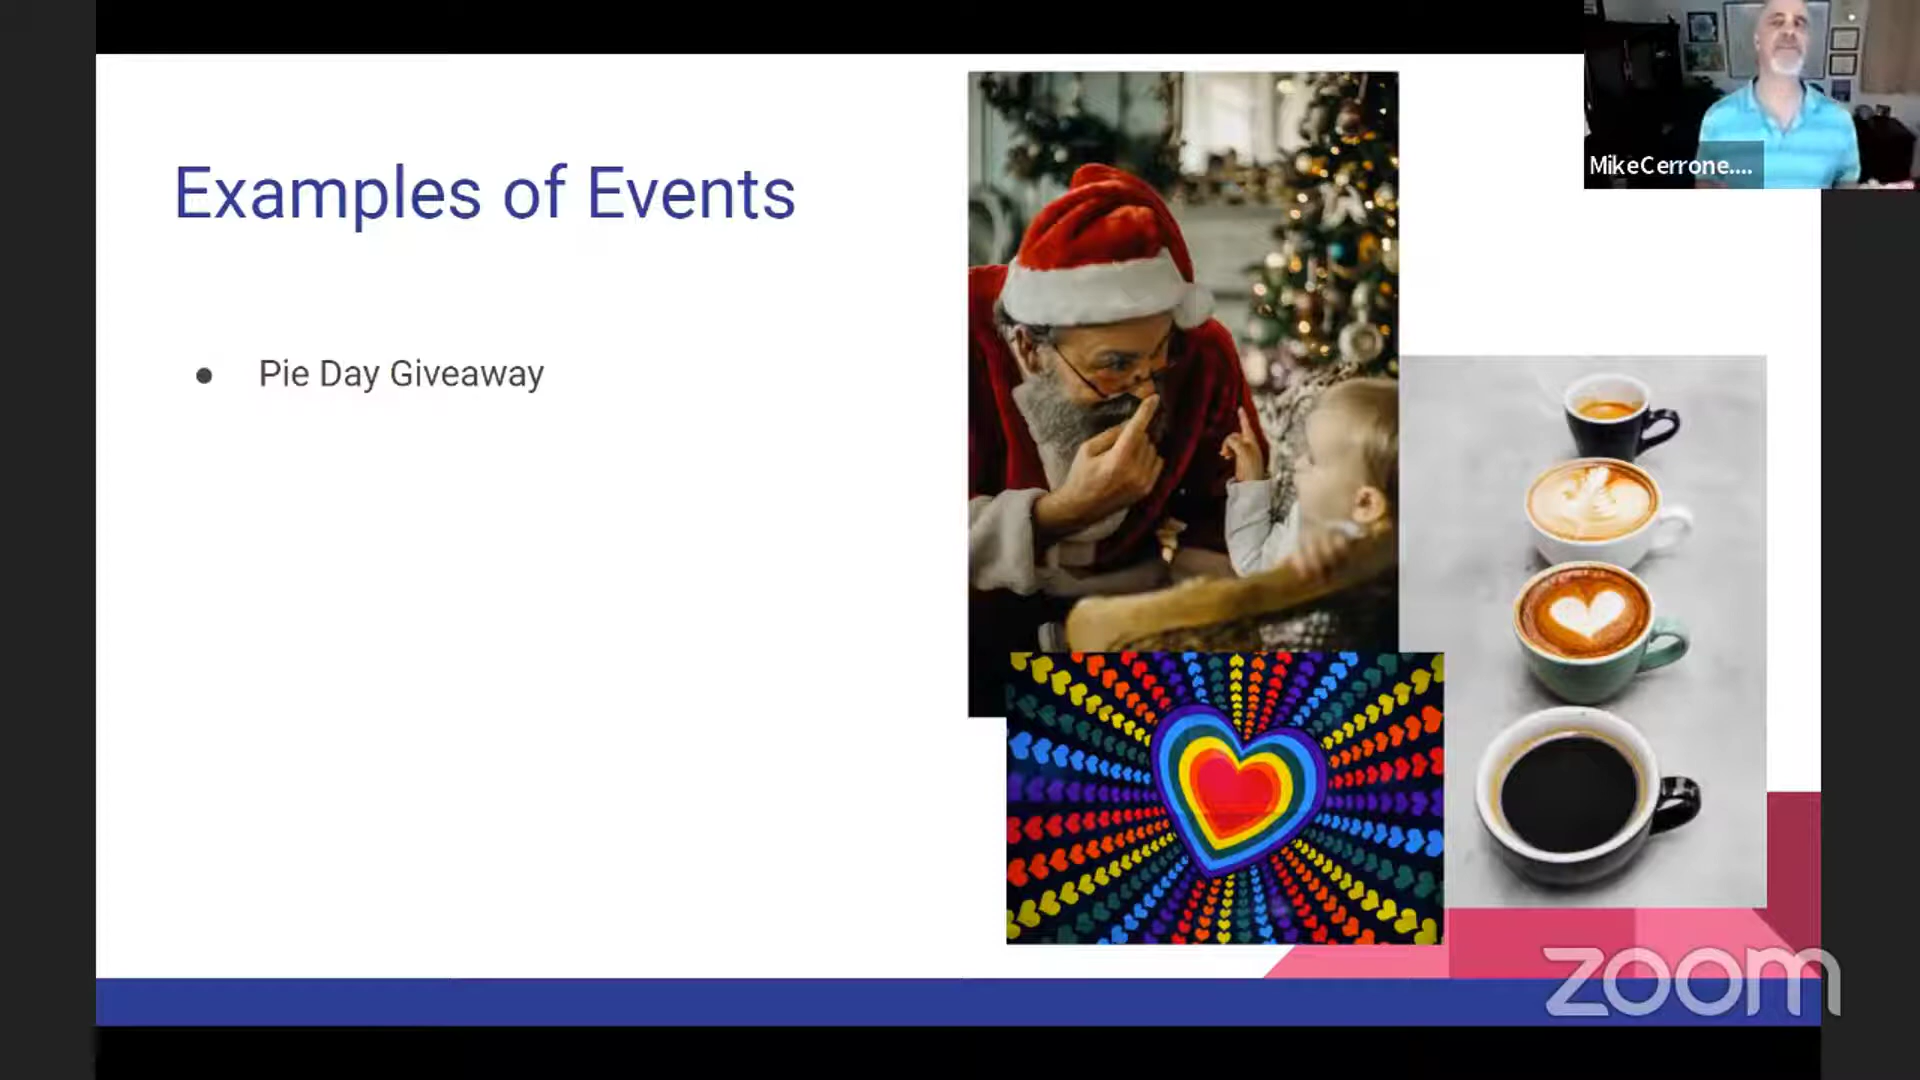 MikeCerrone....
Examples of Events
● Pie Day Giveaway
zoom